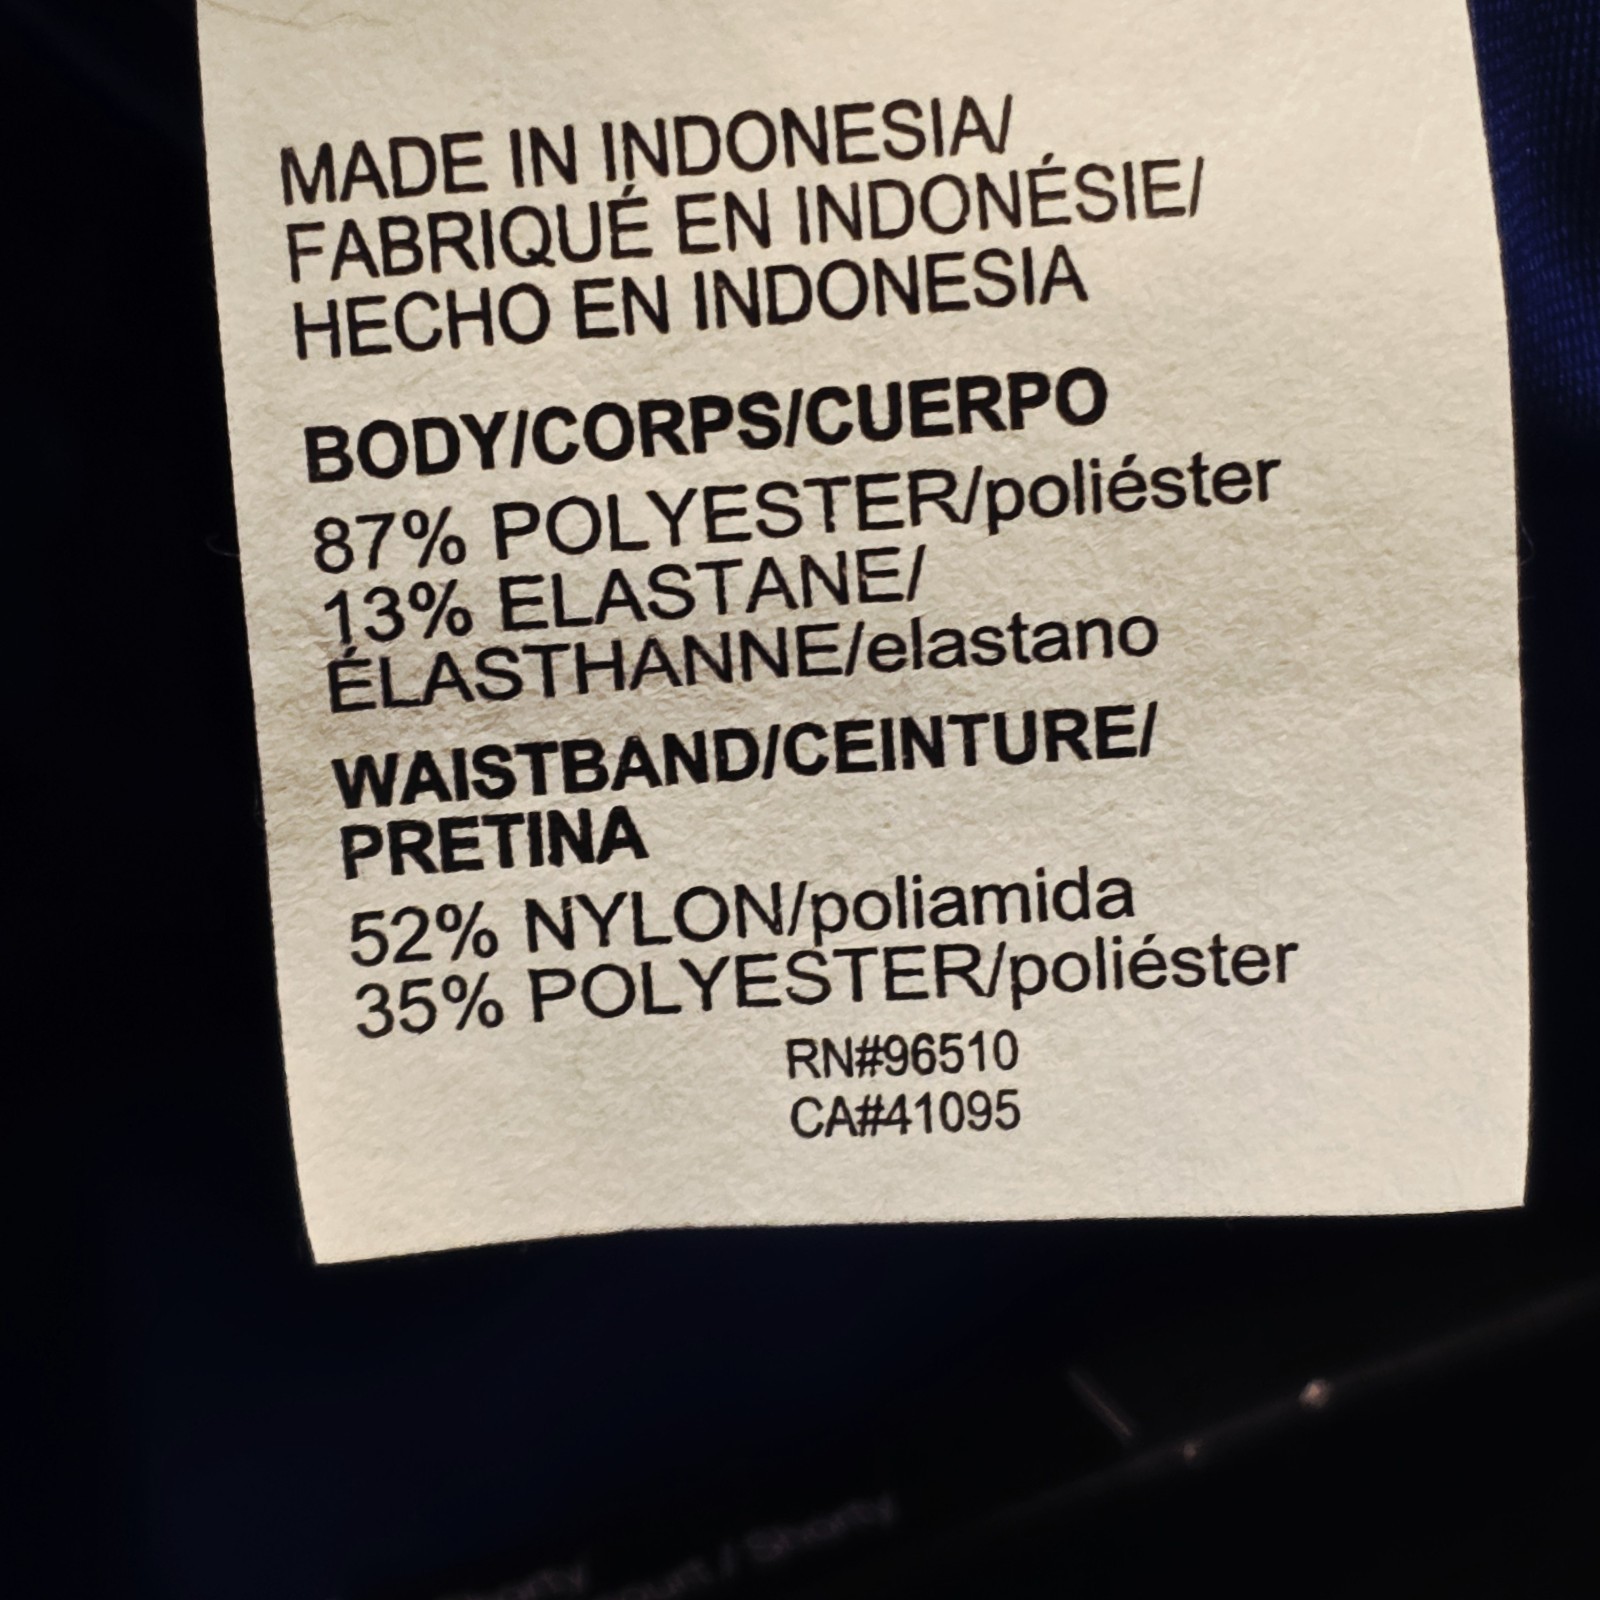 MADE IN INDONESIA/
FABRIQUÉ EN INDONÉSIE/
HECHO EN INDONESIA
BODY/CORPS/CUERPO
87% POLYESTER/poliéster
13% ELASTANE/
ÉLASTHANNE/elastano
WAISTBAND/CEINTURE/
PRETINA
52% NYLON/poliamida
35% POLYESTER/poliéster
RN#96510
CA#41095
/ Shorty